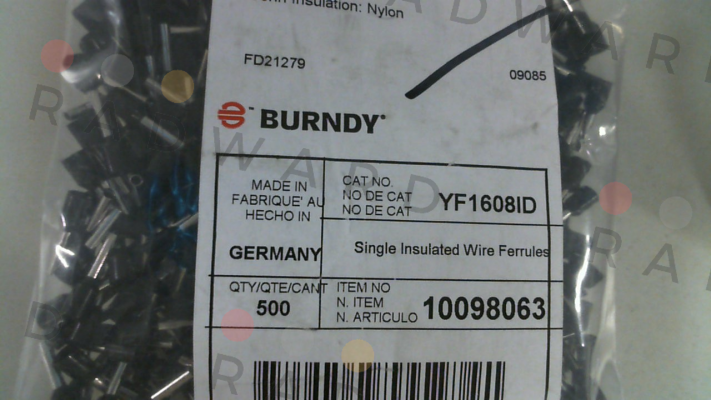 Insulation: Nylon
FD21279
09085
BURNDY
MADE IN
FABRIQUE' AU
HECHO IN
GERMANY
CAT NO.
NO DE CAT
NO DE CAT
YF1608ID
Single Insulated Wire Ferrules
QTY/QTE/CANT
500
ITEM NO
N. ITEM
N. ARTICULO
10098063